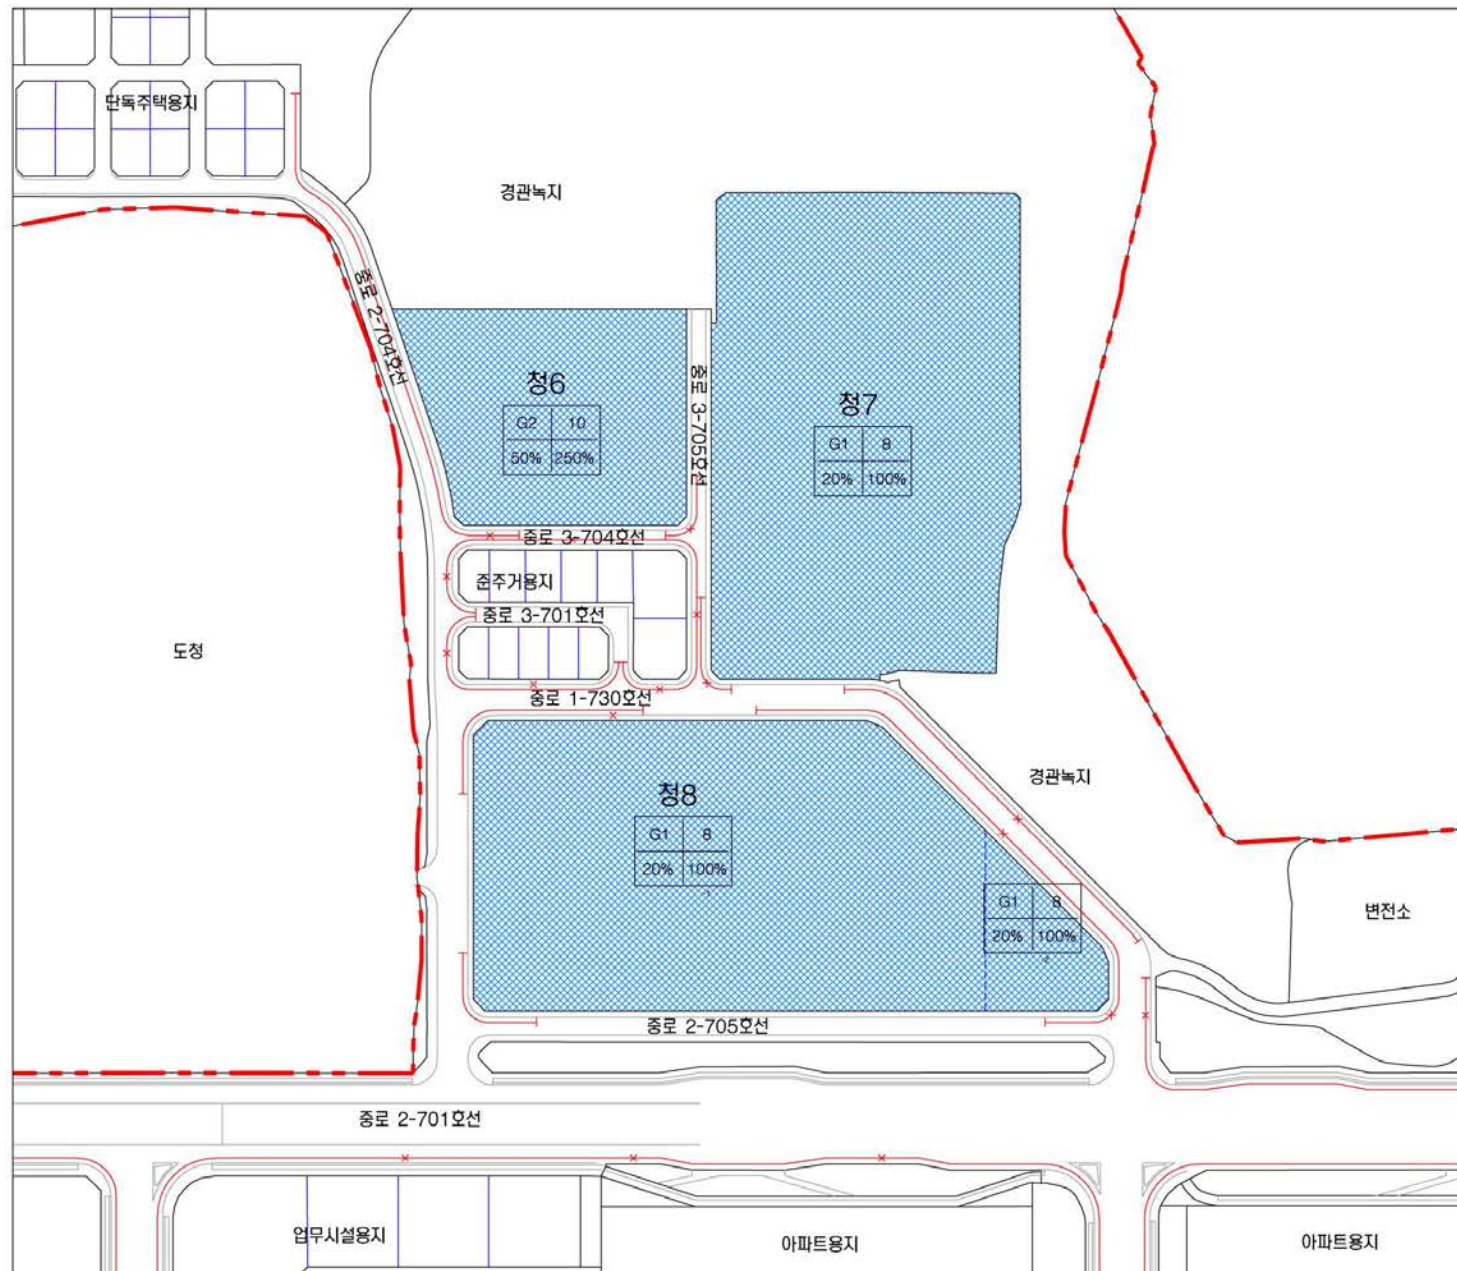 단독주택용지
경관녹지
중로 2-704호선
청6
G2 10
50% 250%
중로 3-705호선
청7
G1 8
20% 100%
중로 3-704호선
준주거용지
중로 3-701호선
도청
중로 1-730호선
경관녹지
청8
G1 8
20% 100%
G1 8
20% 100%
변전소
중로 2-705호선
중로 2-701호선
업무시설용지
아파트용지
아파트용지